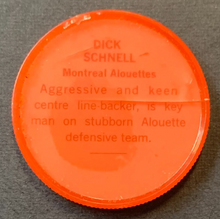 DICK
SCHNELL
Montreal Alouettes
Aggressive and keen
centre line-backer, is key
man on stubborn Alouette
defensive team.